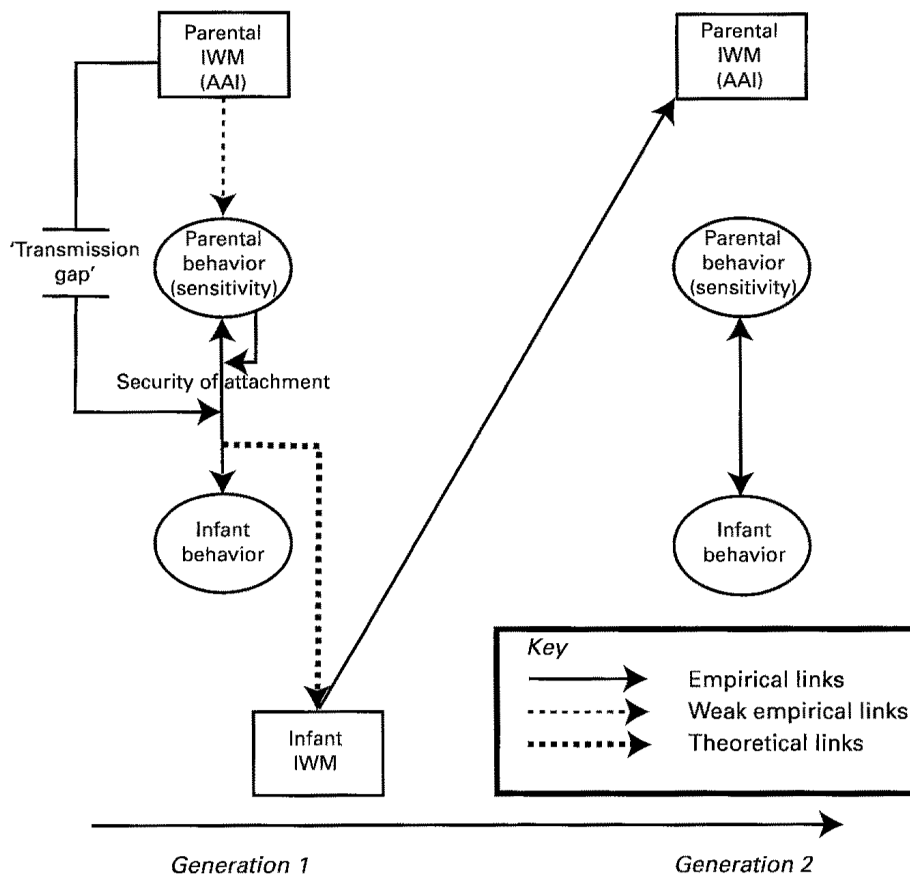 Parental
IWM
(AAI)
Parental
IWM
(AAI)
'Transmission
gap'
Parental
behavior
(sensitivity)
Parental
behavior
(sensitivity)
Security of attachment
Infant
behavior
Infant
behavior
Infant
IWM
Key
Empirical links
Weak empirical links
Theoretical links
Generation 1
Generation 2